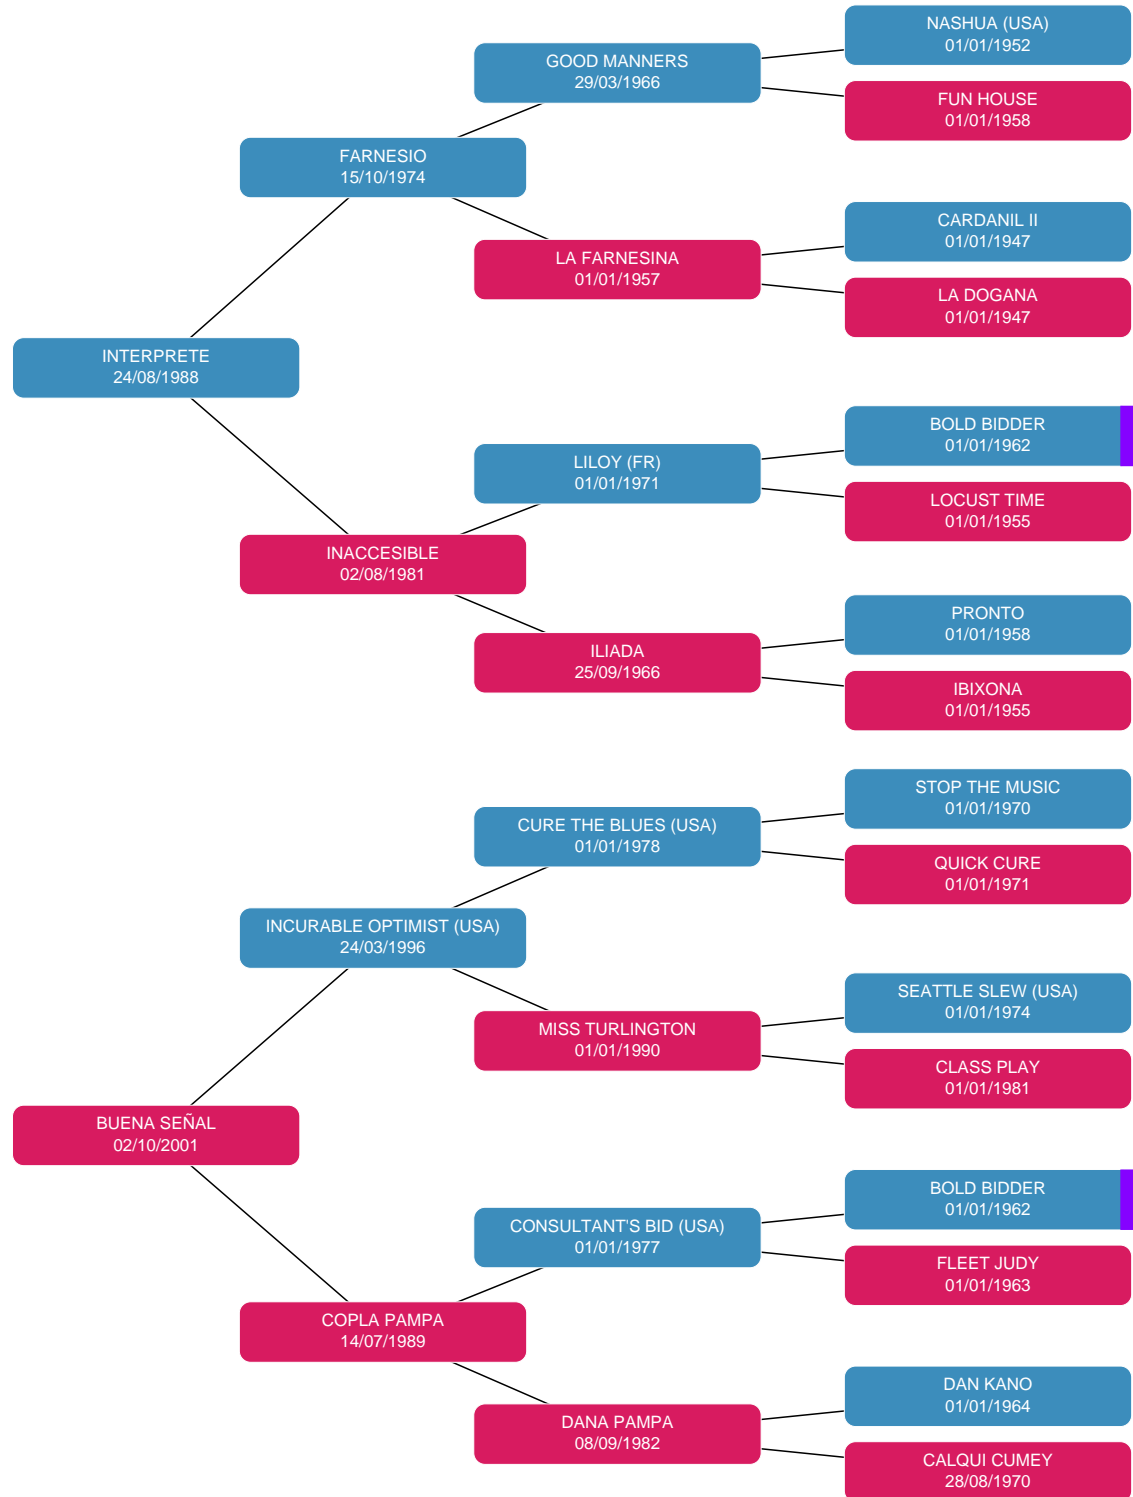 NASHUA (USA)
01/01/1952
GOOD MANNERS
29/03/1966
FUN HOUSE
01/01/1958
FARNESIO
15/10/1974
CARDANIL II
01/01/1947
LA FARNESINA
01/01/1957
LA DOGANA
01/01/1947
INTERPRETE
24/08/1988
BOLD BIDDER
01/01/1962
LILOY (FR)
01/01/1971
LOCUST TIME
01/01/1955
INACCESIBLE
02/08/1981
PRONTO
01/01/1958
ILIADA
25/09/1966
IBIXONA
01/01/1955
STOP THE MUSIC
01/01/1970
CURE THE BLUES (USA)
01/01/1978
QUICK CURE
01/01/1971
INCURABLE OPTIMIST (USA)
24/03/1996
SEATTLE SLEW (USA)
01/01/1974
MISS TURLINGTON
01/01/1990
CLASS PLAY
01/01/1981
BUENA SEÑAL
02/10/2001
BOLD BIDDER
01/01/1962
CONSULTANT'S BID (USA)
01/01/1977
FLEET JUDY
01/01/1963
COPLA PAMPA
14/07/1989
DAN KANO
01/01/1964
DANA PAMPA
08/09/1982
CALQUI CUMEY
28/08/1970